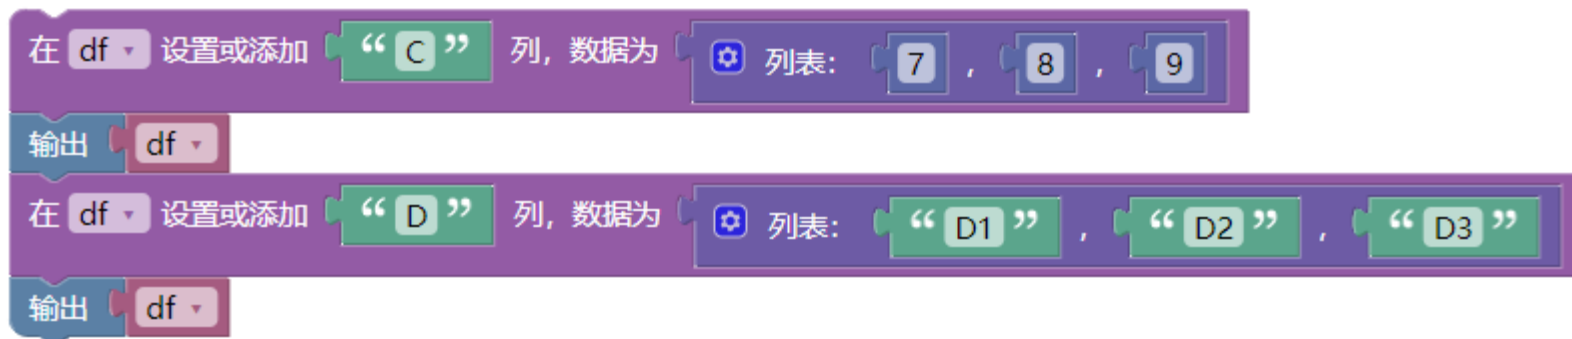 在 df 设置或添加 “ C ” 列，数据为 列表： 7 ， 8 ， 9
输出 df
在 df 设置或添加 “ D ” 列，数据为 列表： “ D1 ” ， “ D2 ” ， “ D3 ”
输出 df